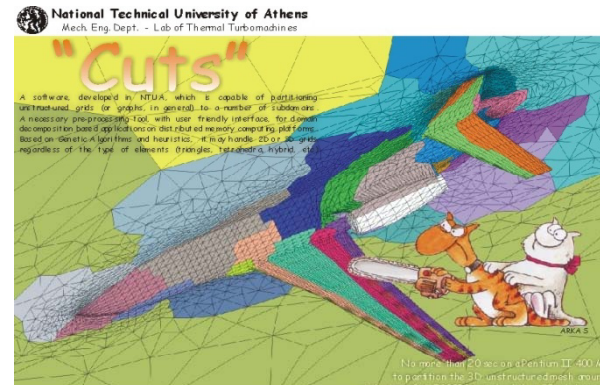 National Technical University of Athens
Mech. Eng. Dept. - Lab of Thermal Turbomachines
"Cuts"
A software, developed in NTUA, which is capable of partitioning
unstructured grids (or graphs, in general) to a number of subdomains.
A necessary pre-processing tool, with user friendly interface, for domain
decomposition based applications on distributed memory computing platforms.
Based on Genetic Algorithms and heuristics, it may handle 2D or 3D grids
regardless of the type of elements (triangles, tetrahedra, hybrid, etc
ARKAS
No more than 20 sec on a Pentium II 400
to partition the 3D unstructured mesh aroun